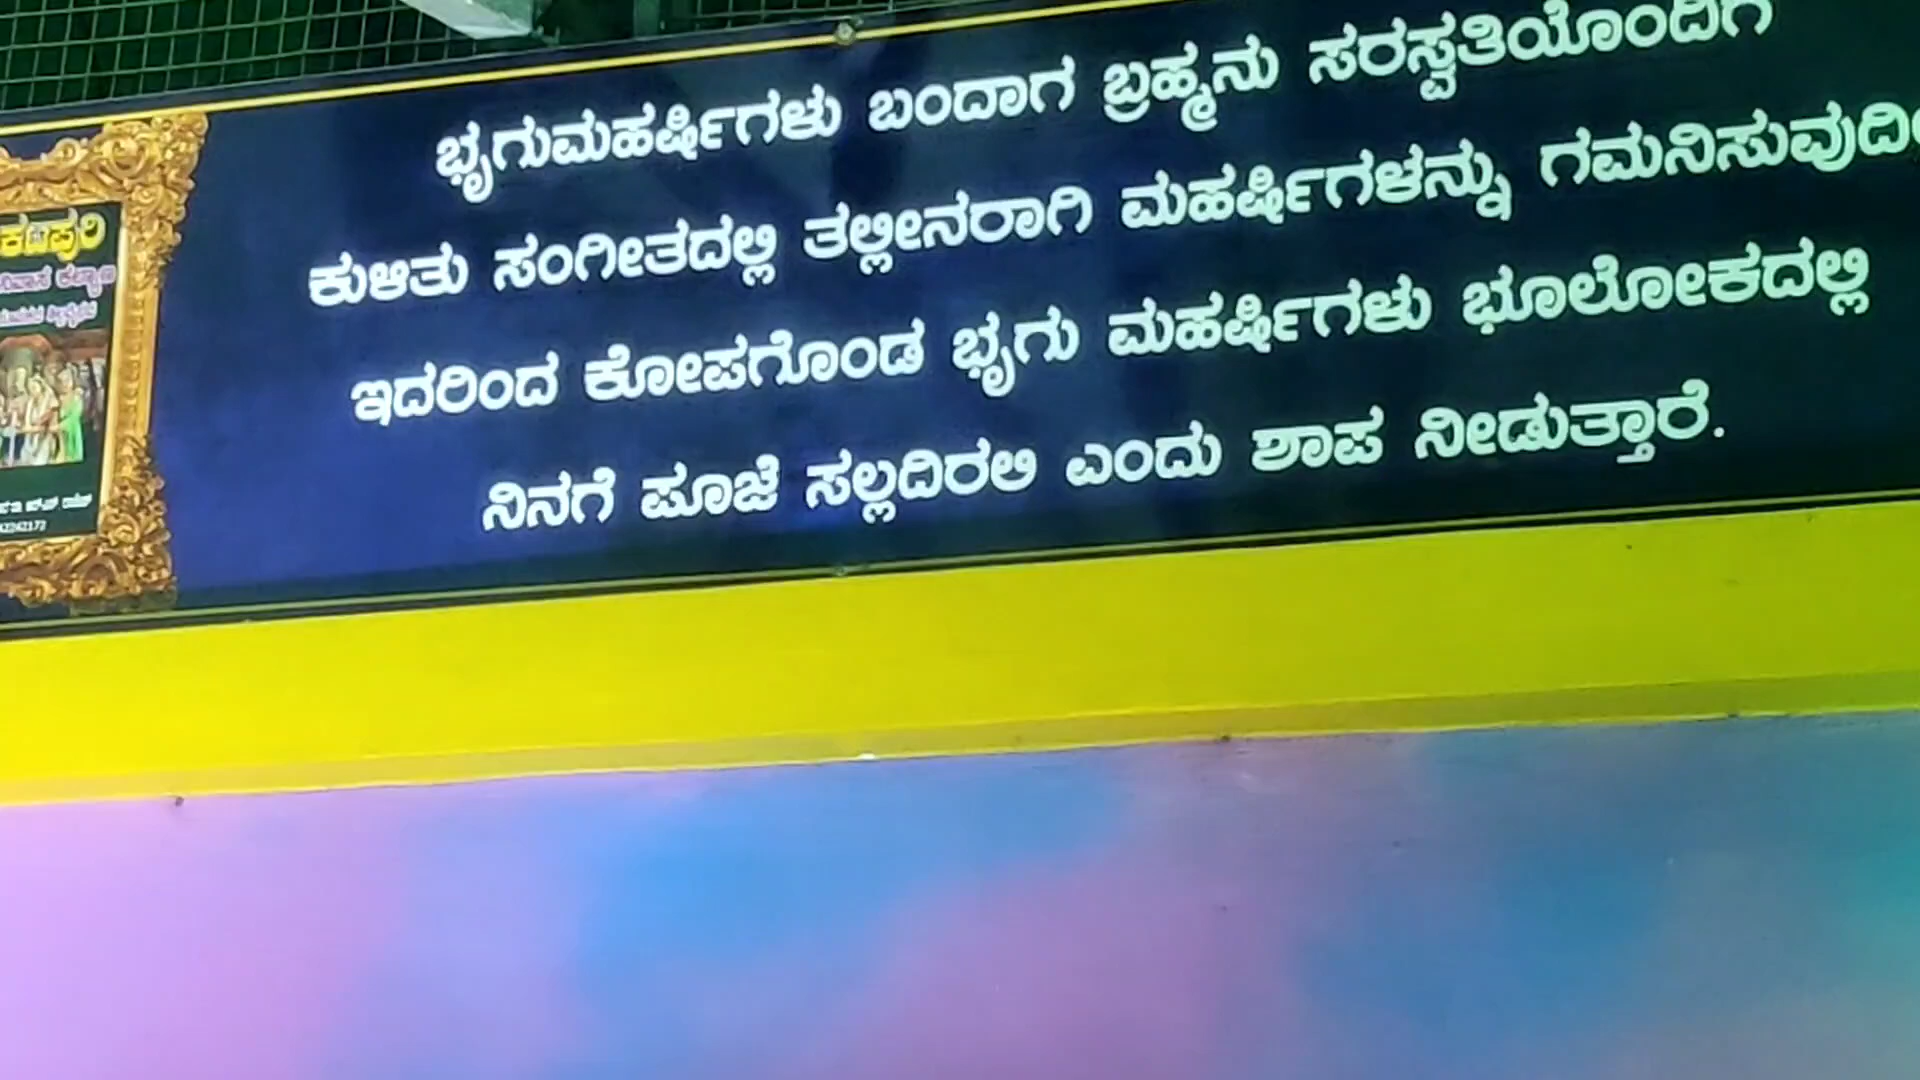 ಭೃಗುಮಹರ್ಷಿಗಳು ಬಂದಾಗ ಬ್ರಹ್ಮನು ಸರಸ್ವತಿಯೊಂದಿಗೆ
ಕುಳಿತು ಸಂಗೀತದಲ್ಲಿ ತಲ್ಲೀನರಾಗಿ ಮಹರ್ಷಿಗಳನ್ನು
ಇದರಿಂದ ಕೋಪಗೊಂಡ ಭೃಗು ಮಹರ್ಷಿಗಳು ಭೂಲೋಕದಲ್ಲಿ
ನಿನಗೆ ಪೂಜೆ ಸಲ್ಲದಿರಲಿ ಎಂದು ಶಾಪ ನೀಡುತ್ತಾರೆ.